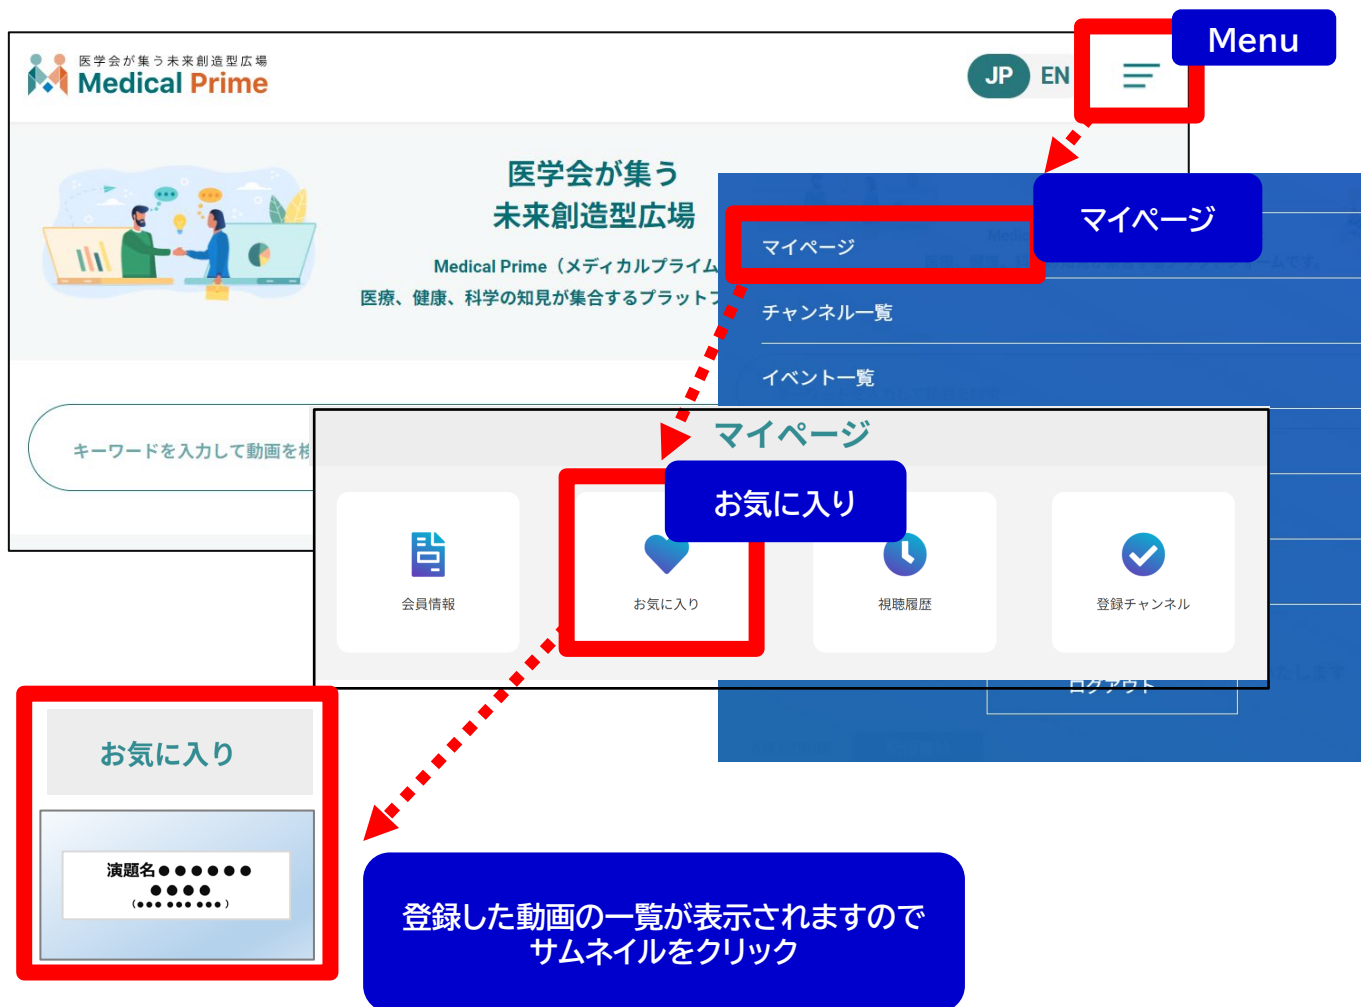 Menu
医学会が集う未来創造型広場
Medical Prime
JP EN
医学会が集う
未来創造型広場
Medical Prime（メディカルプライム
医療、健康、科学の知見が集合するプラット
マイページ
マイページ
チャンネル一覧
イベント一覧
キーワードを入力して動画を検
マイページ
お気に入り
会員情報
お気に入り
視聴履歴
登録チャンネル
ログアウト
お気に入り
演題名●●●●●●
●●●●
(●●● ●●● ●●●)
登録した動画の一覧が表示されますので
サムネイルをクリック